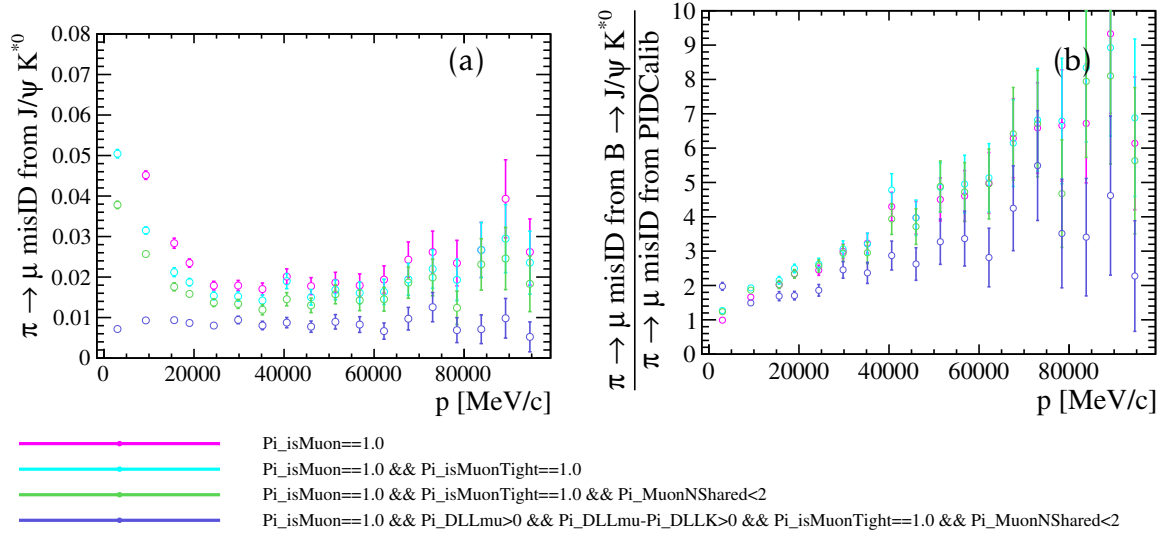 π → μ misID from J/ψ K*0
0.08
0.07
0.06
0.05
0.04
0.03
0.02
0.01
0
(a)
0
20000
40000
60000
80000
p [MeV/c]
π → μ misID from B → J/ψ K*0
π → μ misID from PIDCalib
10
9
8
7
6
5
4
3
2
1
0
(b)
0
20000
40000
60000
80000
p [MeV/c]
Pi_isMuon==1.0
Pi_isMuon==1.0 && Pi_isMuonTight==1.0
Pi_isMuon==1.0 && Pi_isMuonTight==1.0 && Pi_MuonNShared<2
Pi_isMuon==1.0 && Pi_DLLmu>0 && Pi_DLLmu-Pi_DLLK>0 && Pi_isMuonTight==1.0 && Pi_MuonNShared<2